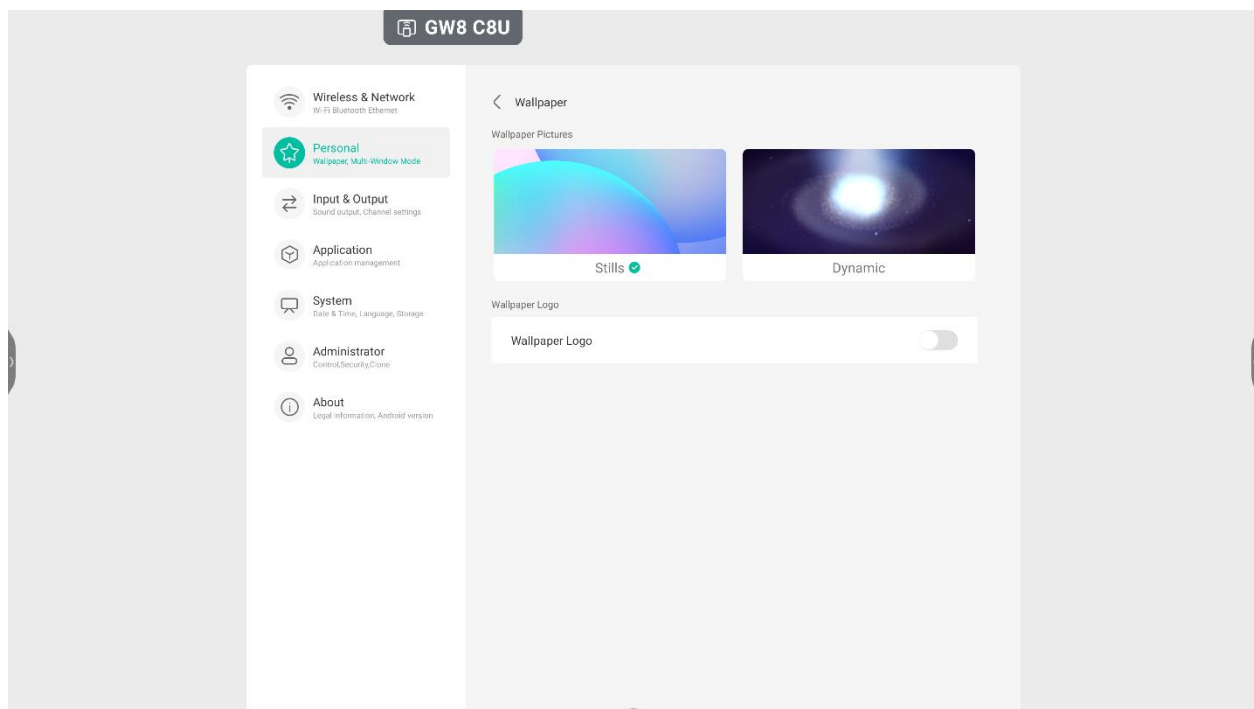 GW8 C8U
Wireless & Network
Wi-Fi Bluetooth Ethernet
Personal
Wallpaper, Multi-Window Mode
Input & Output
Sound output, Channel settings
Application
Application management
System
Date & Time, Language, Storage
Administrator
Control,Security,Clone
About
Legal information, Android version
Wallpaper
Wallpaper Pictures
Stills
Dynamic
Wallpaper Logo
Wallpaper Logo